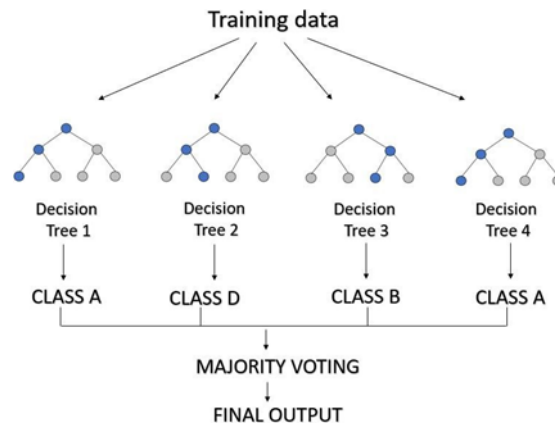 Training data
Decision
Tree 1
Decision
Tree 2
Decision
Tree 3
Decision
Tree 4
CLASS A
CLASS D
CLASS B
CLASS A
MAJORITY VOTING
FINAL OUTPUT